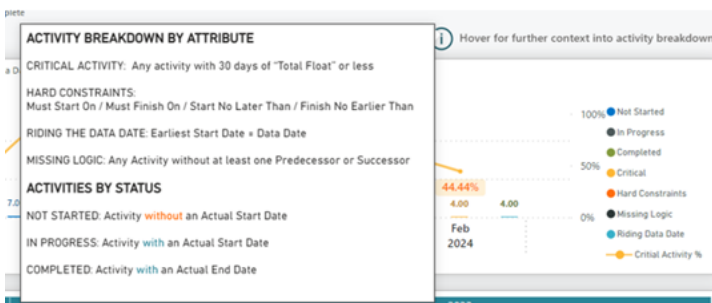 plete
ACTIVITY BREAKDOWN BY ATTRIBUTE
Hover for further context into activity breakdown
CRITICAL ACTIVITY: Any activity with 30 days of "Total Float" or less
HARD CONSTRAINTS:
Must Start On / Must Finish On / Start No Later Than / Finish No Earlier Than
RIDING THE DATA DATE: Earliest Start Date = Data Date
MISSING LOGIC: Any Activity without at least one Predecessor or Successor
ACTIVITIES BY STATUS
NOT STARTED: Activity without an Actual Start Date
IN PROGRESS: Activity with an Actual Start Date
COMPLETED: Activity with an Actual End Date
a D
7.0
44.44%
4.00 4.00
Feb
2024
100%
50%
0%
Not Started
In Progress
Completed
Critical
Hard Constraints
Missing Logic
Riding Data Date
Critial Activity %